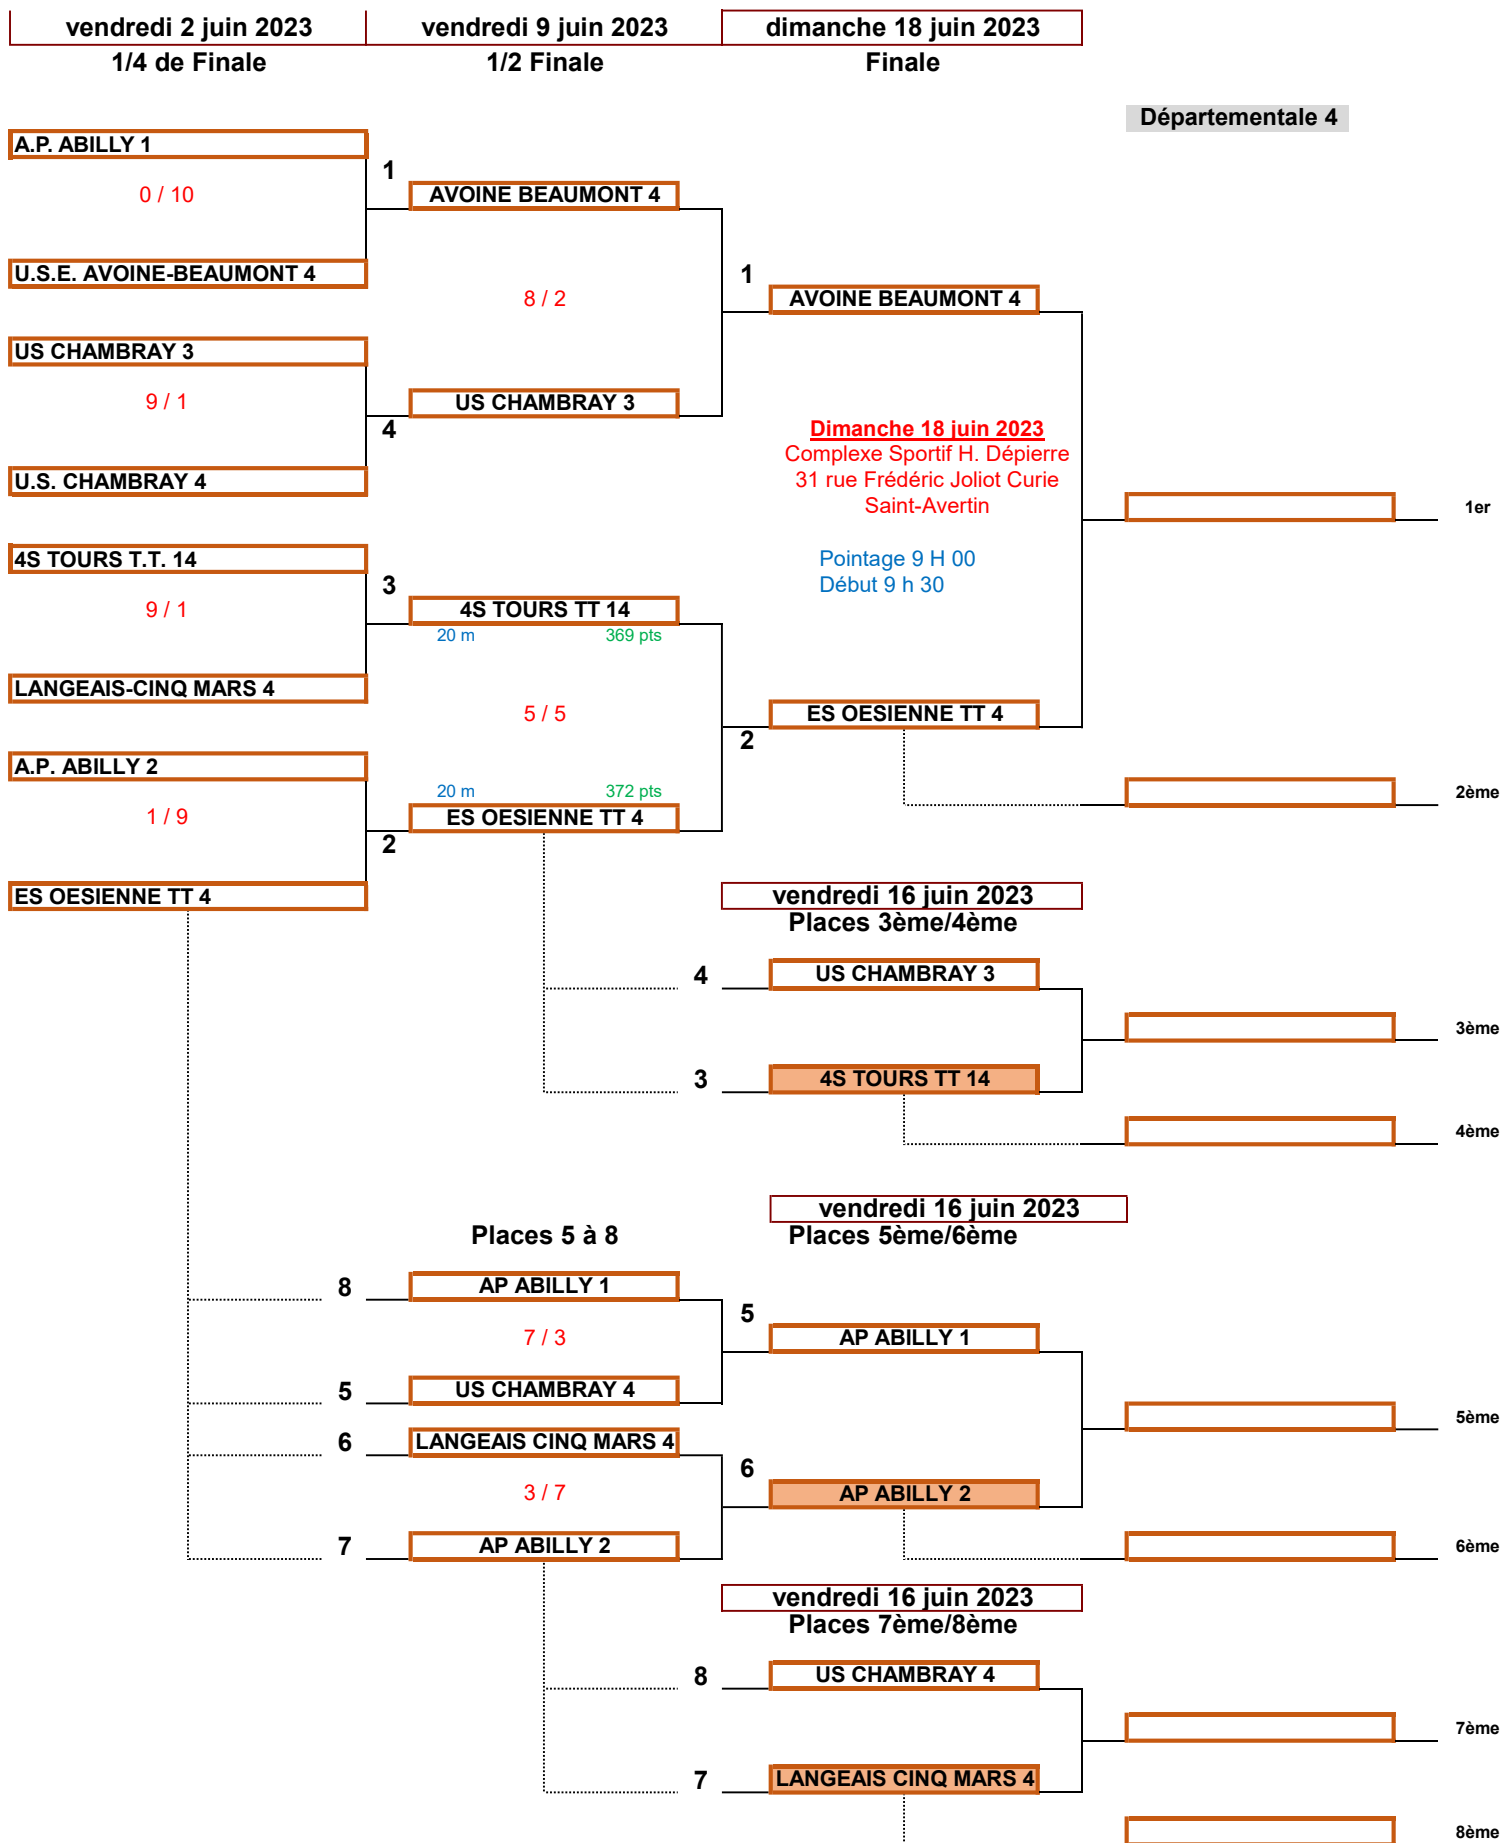 vendredi 2 juin 2023
vendredi 9 juin 2023
dimanche 18 juin 2023
1/4 de Finale
1/2 Finale
Finale
Départementale 4
A.P. ABILLY 1
0 / 10
U.S.E. AVOINE-BEAUMONT 4
US CHAMBRAY 3
9 / 1
U.S. CHAMBRAY 4
4S TOURS T.T. 14
9 / 1
LANGEAIS-CINQ MARS 4
A.P. ABILLY 2
1 / 9
ES OESIENNE TT 4
1
AVOINE BEAUMONT 4
8 / 2
US CHAMBRAY 3
4
3
4S TOURS TT 14
20 m
369 pts
5 / 5
20 m
372 pts
ES OESIENNE TT 4
2
1
AVOINE BEAUMONT 4
Dimanche 18 juin 2023
Complexe Sportif H. Dépierre
31 rue Frédéric Joliot Curie
Saint-Avertin
Pointage 9 H 00
Début 9 h 30
ES OESIENNE TT 4
2
1er
2ème
vendredi 16 juin 2023
Places 3ème/4ème
4
US CHAMBRAY 3
3
4S TOURS TT 14
3ème
4ème
vendredi 16 juin 2023
Places 5 à 8
Places 5ème/6ème
8
AP ABILLY 1
7 / 3
5
US CHAMBRAY 4
6
LANGEAIS CINQ MARS 4
3 / 7
7
AP ABILLY 2
5
AP ABILLY 1
6
AP ABILLY 2
5ème
6ème
vendredi 16 juin 2023
Places 7ème/8ème
8
US CHAMBRAY 4
7
LANGEAIS CINQ MARS 4
7ème
8ème